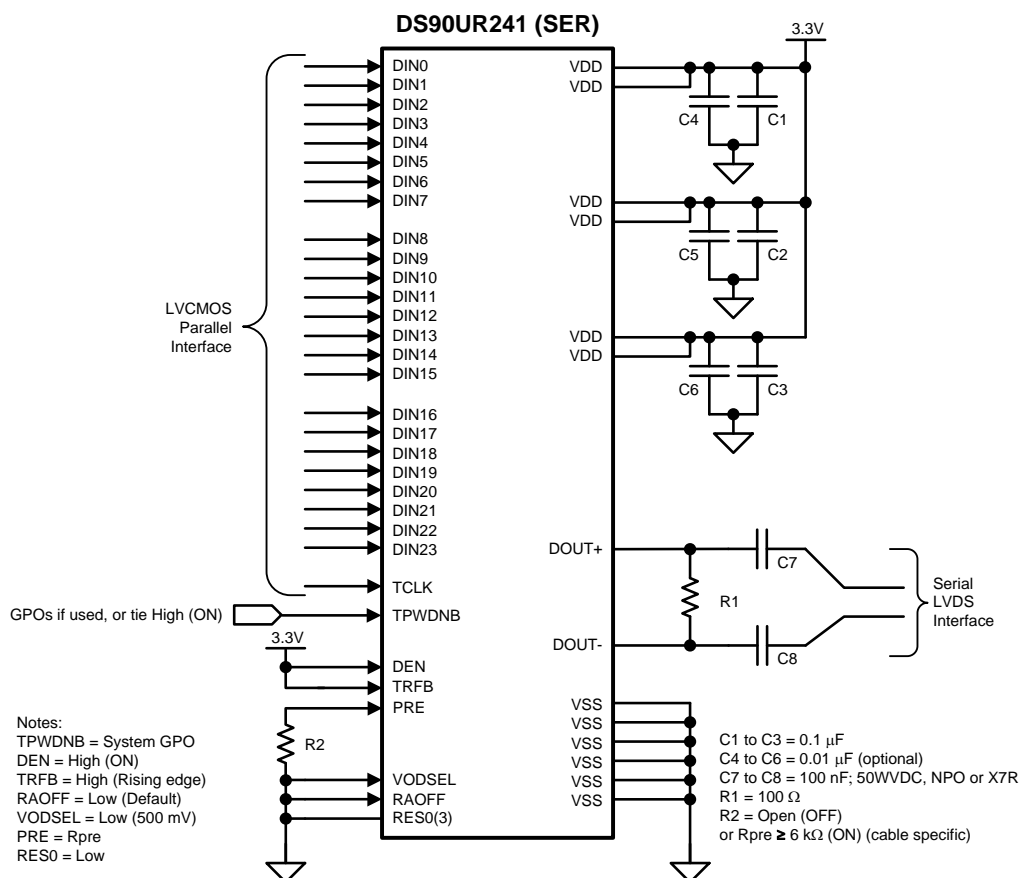 DS90UR241 (SER)
3.3V
DIN0
DIN1
DIN2
DIN3
DIN4
DIN5
DIN6
DIN7
DIN8
DIN9
DIN10
DIN11
DIN12
DIN13
DIN14
DIN15
DIN16
DIN17
DIN18
DIN19
DIN20
DIN21
DIN22
DIN23
TCLK
TPWDNB
DEN
TRFB
PRE
VODSEL
RAOFF
RES0(3)
LVCMOS
Parallel
Interface
GPOs if used, or tie High (ON)
3.3V
R2
VDD
VDD
C4
C1
VDD
VDD
C5
C2
VDD
VDD
C6
C3
DOUT+
DOUT-
C7
R1
C8
Serial
LVDS
Interface
VSS
VSS
VSS
VSS
VSS
VSS
Notes:
TPWDNB = System GPO
DEN = High (ON)
TRFB = High (Rising edge)
RAOFF = Low (Default)
VODSEL = Low (500 mV)
PRE = Rpre
RES0 = Low
C1 to C3 = 0.1 μF
C4 to C6 = 0.01 μF (optional)
C7 to C8 = 100 nF; 50WVDC, NPO or X7R
R1 = 100 Ω
R2 = Open (OFF)
or Rpre ≥ 6 kΩ (ON) (cable specific)